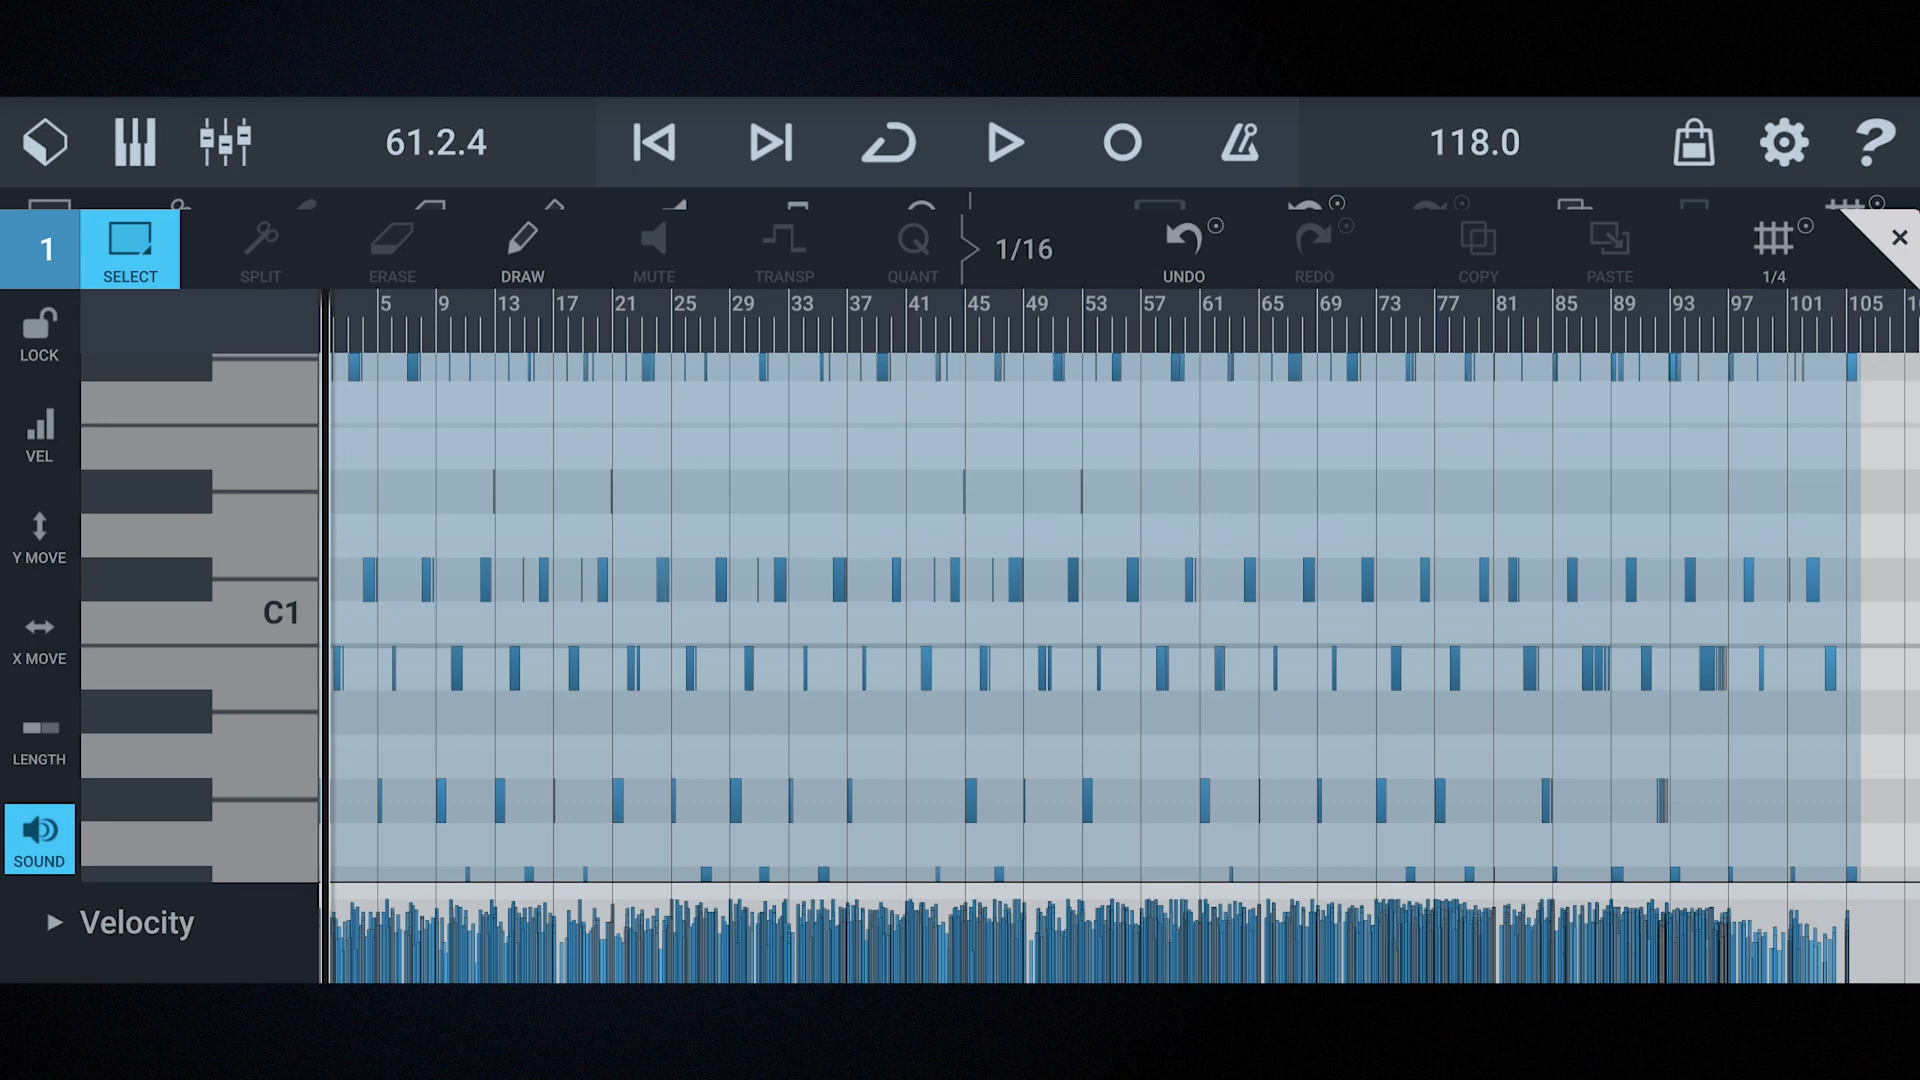 61.2.4
118.0
1
SELECT
SPLIT
ERASE
DRAW
MUTE
TRANSP
Q
QUANT
1/16
UNDO
REDO
COPY
PASTE
1/4
5 9 13 17 21 25 29 33 37 41 45 49 53 57 61 65 69 73 77 81 85 89 93 97 101 105
LOCK
VEL
Y MOVE
C1
X MOVE
LENGTH
SOUND
Velocity